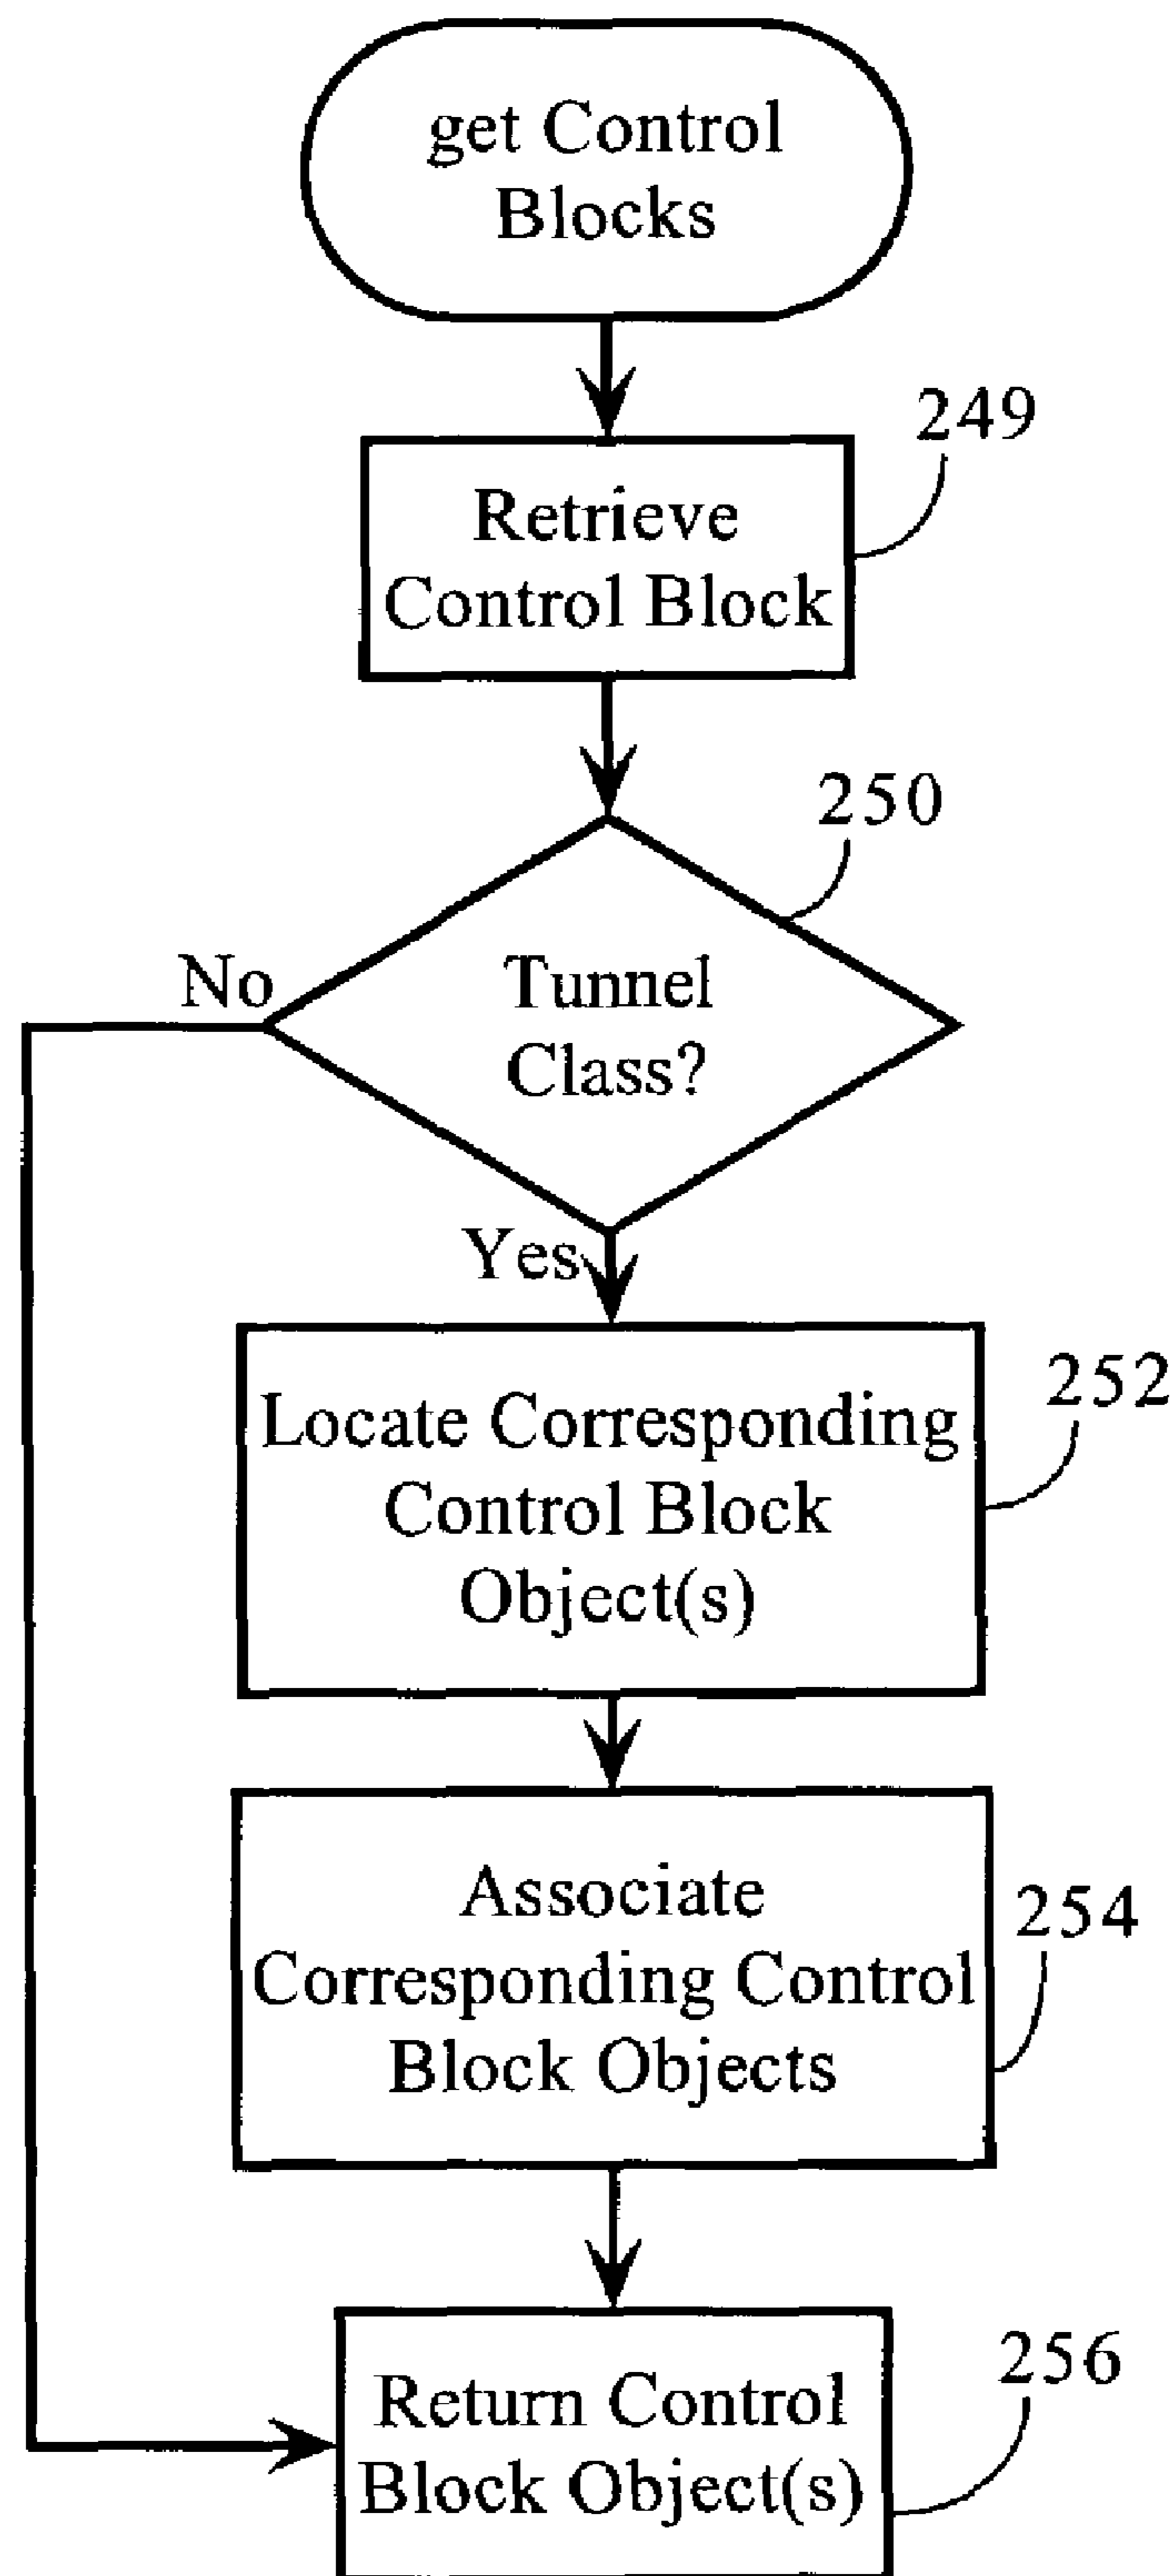 get Control
Blocks
249
Retrieve
Control Block
250
No
Tunnel
Class?
Yes
252
Locate Corresponding
Control Block
Object(s)
254
Associate
Corresponding Control
Block Objects
256
Return Control
Block Object(s)